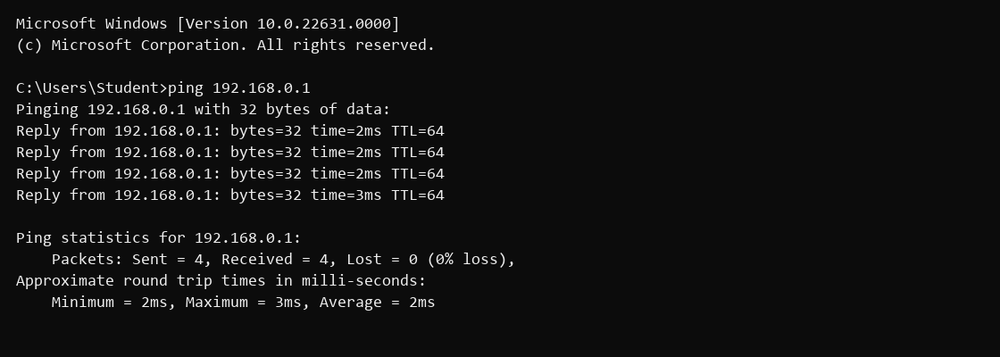 Microsoft Windows [Version 10.0.22631.0000]
(c) Microsoft Corporation. All rights reserved.

C:\Users\Student>ping 192.168.0.1
Pinging 192.168.0.1 with 32 bytes of data:
Reply from 192.168.0.1: bytes=32 time=2ms TTL=64
Reply from 192.168.0.1: bytes=32 time=2ms TTL=64
Reply from 192.168.0.1: bytes=32 time=2ms TTL=64
Reply from 192.168.0.1: bytes=32 time=3ms TTL=64

Ping statistics for 192.168.0.1:
    Packets: Sent = 4, Received = 4, Lost = 0 (0% loss),
Approximate round trip times in milli-seconds:
    Minimum = 2ms, Maximum = 3ms, Average = 2ms